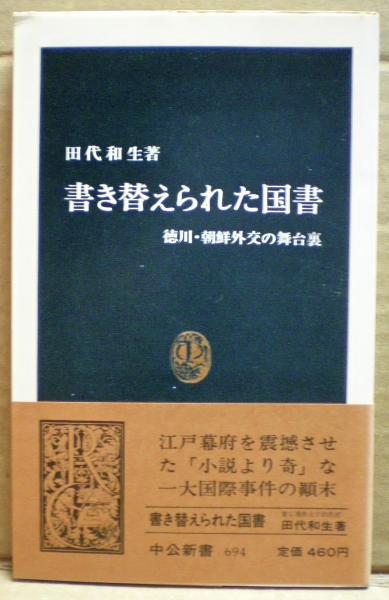 田代和生著
書き替えられた国書
徳川・朝鮮外交の舞台裏
江戸幕府を震撼させ
た「小説より奇」な
一大国際事件の顚末
書き替えられた国書
田代和生著
中公新書 694
定価 460円